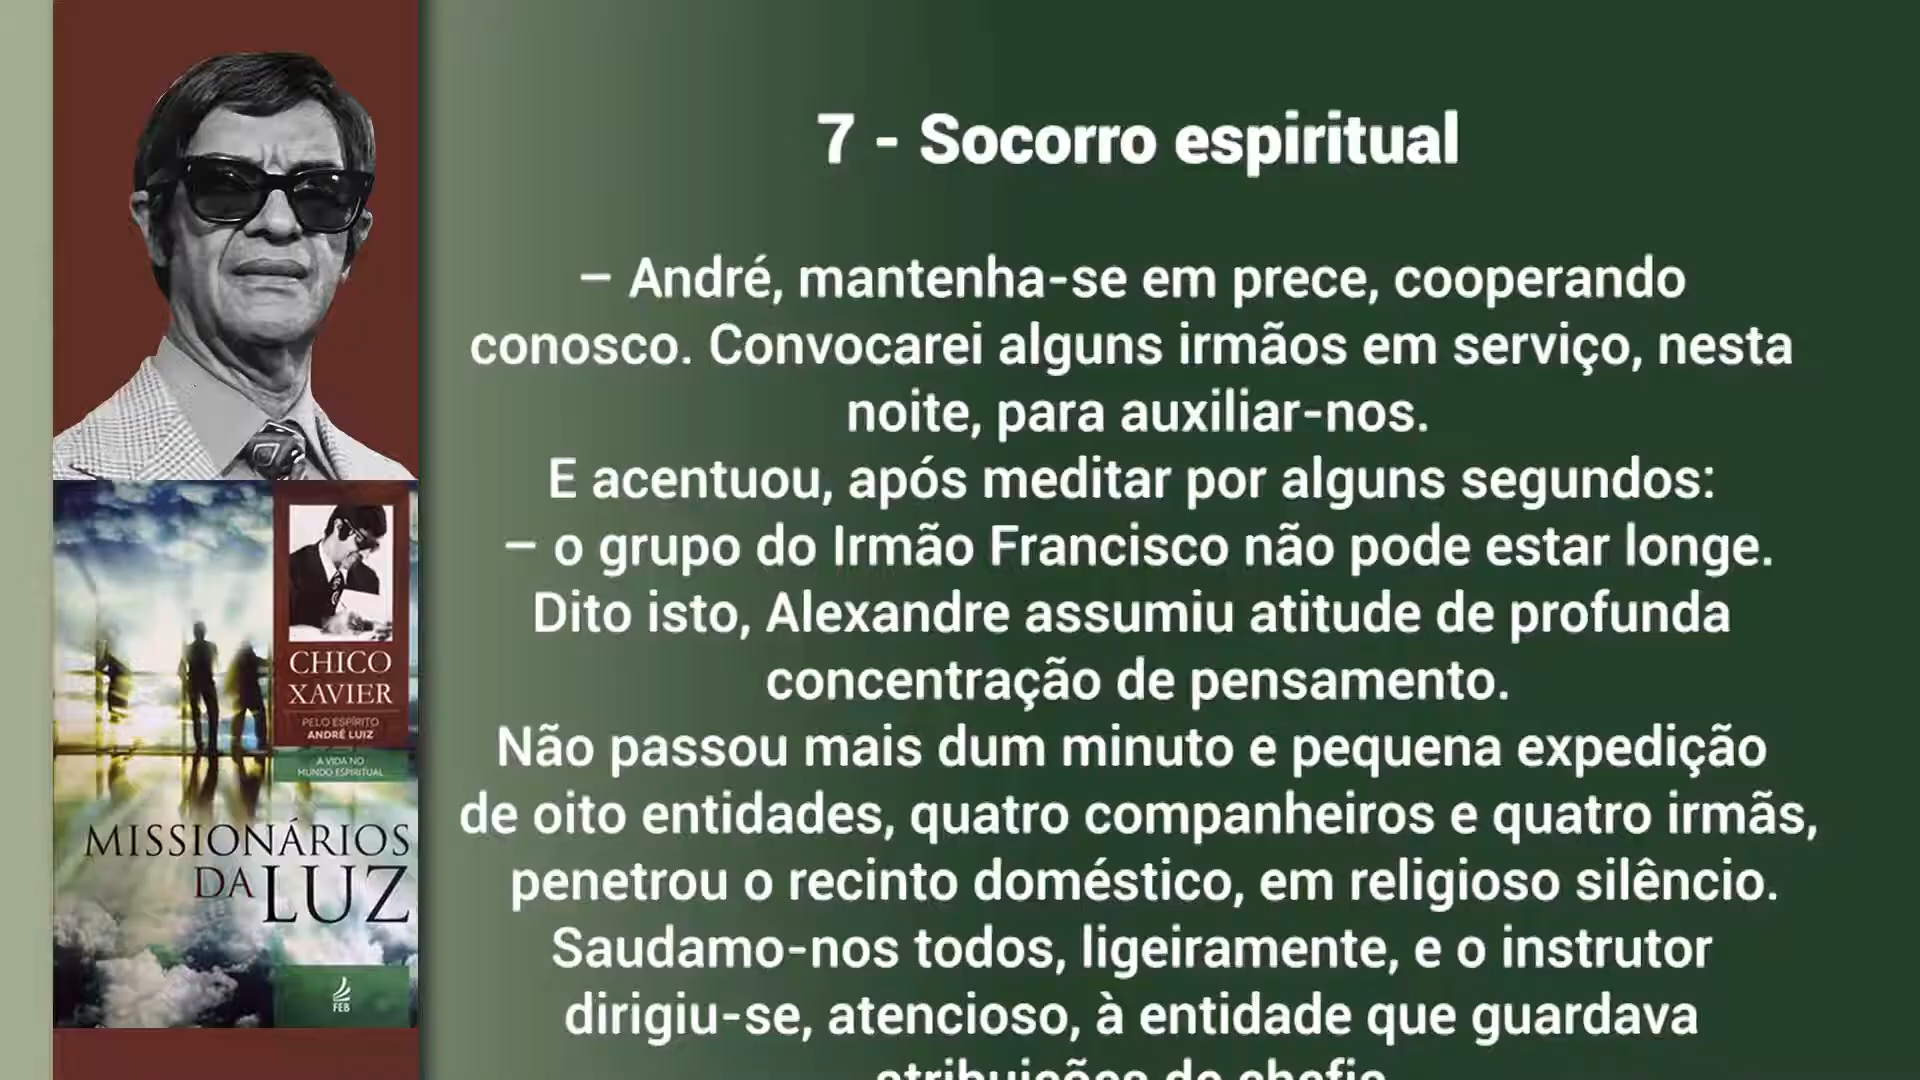 7 - Socorro espiritual
– André, mantenha-se em prece, cooperando
conosco. Convocarei alguns irmãos em serviço, nesta
noite, para auxiliar-nos.
E acentuou, após meditar por alguns segundos:
– o grupo do Irmão Francisco não pode estar longe.
Dito isto, Alexandre assumiu atitude de profunda
concentração de pensamento.
Não passou mais dum minuto e pequena expedição
de oito entidades, quatro companheiros e quatro irmãs,
penetrou o recinto doméstico, em religioso silêncio.
Saudamo-nos todos, ligeiramente, e o instrutor
dirigiu-se, atencioso, à entidade que guardava
atribuições de chefia
CHICO
XAVIER
PELO ESPÍRITO
ANDRÉ LUIZ
A VIDA NO
MUNDO ESPIRITUAL
MISSIONÁRIOS
DA LUZ
FEB